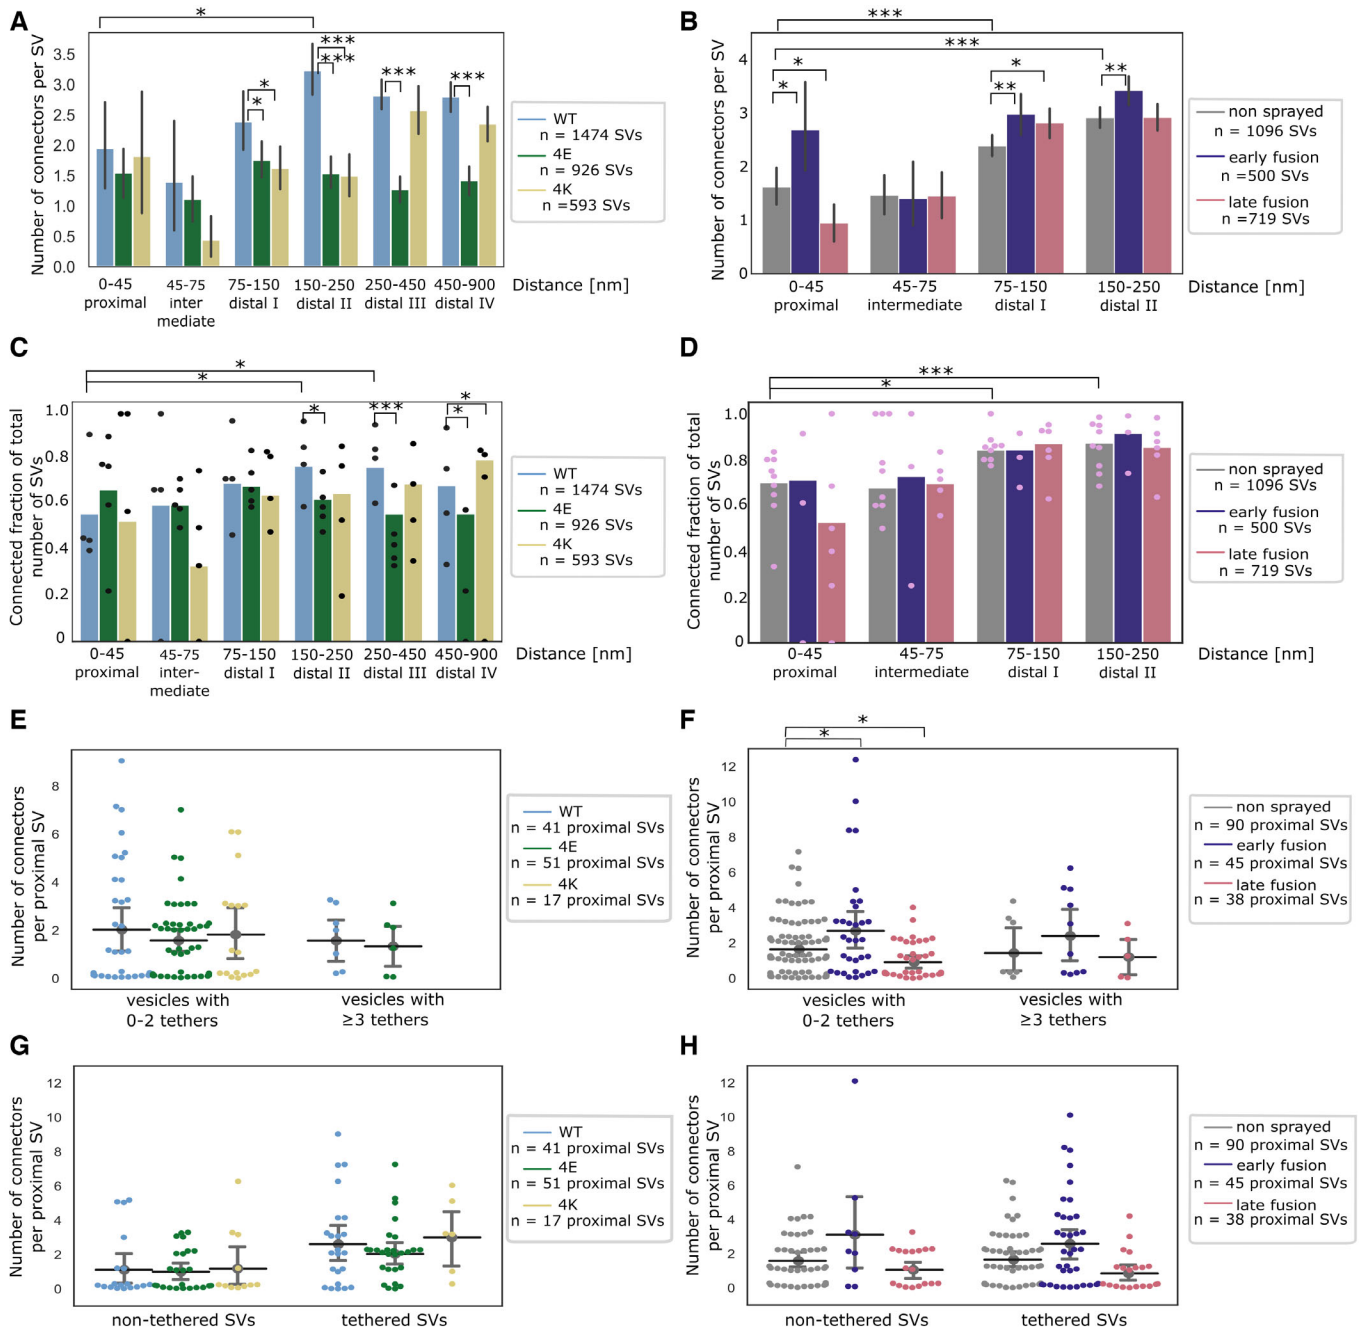 A
Number of connectors per SV
3.5
3.0
2.5
2.0
1.5
1.0
0.5
0.0
*
* *
***
***
***
***
0-45
proximal
45-75
inter
mediate
75-150
distal I
150-250
distal II
250-450
distal III
450-900
distal IV
Distance [nm]
WT
n = 1474 SVs
4E
n = 926 SVs
4K
n =593 SVs
B
Number of connectors per SV
4
3
2
1
0
***
***
*
*
*
**
**
0-45
proximal
45-75
intermediate
75-150
distal I
150-250
distal II
Distance [nm]
non sprayed
n = 1096 SVs
early fusion
n =500 SVs
late fusion
n =719 SVs
C
Connected fraction of total
number of SVs
1.0
0.8
0.6
0.4
0.2
0
*
*
*
***
*
*
0-45
proximal
45-75
inter-
mediate
75-150
distal I
150-250
distal II
250-450
distal III
450-900
distal IV
Distance [nm]
WT
n = 1474 SVs
4E
n = 926 SVs
4K
n = 593 SVs
D
Connected fraction of total
number of SVs
1.0
0.8
0.6
0.4
0.2
0
***
*
0-45
proximal
45-75
intermediate
75-150
distal I
150-250
distal II
Distance [nm]
non sprayed
n = 1096 SVs
early fusion
n = 500 SVs
late fusion
n = 719 SVs
E
Number of connectors
per proximal SV
8
6
4
2
0
vesicles with
0-2 tethers
vesicles with
≥3 tethers
WT
n = 41 proximal SVs
4E
n = 51 proximal SVs
4K
n = 17 proximal SVs
F
Number of connectors
per proximal SV
12
10
8
6
4
2
0
*
*
vesicles with
0-2 tethers
vesicles with
≥3 tethers
non sprayed
n = 90 proximal SVs
early fusion
n = 45 proximal SVs
late fusion
n = 38 proximal SVs
G
Number of connectors
per proximal SV
12
10
8
6
4
2
0
non-tethered SVs
tethered SVs
WT
n = 41 proximal SVs
4E
n = 51 proximal SVs
4K
n = 17 proximal SVs
H
Number of connectors
per proximal SV
12
10
8
6
4
2
0
non-tethered SVs
tethered SVs
non sprayed
n = 90 proximal SVs
early fusion
n = 45 proximal SVs
late fusion
n = 38 proximal SVs